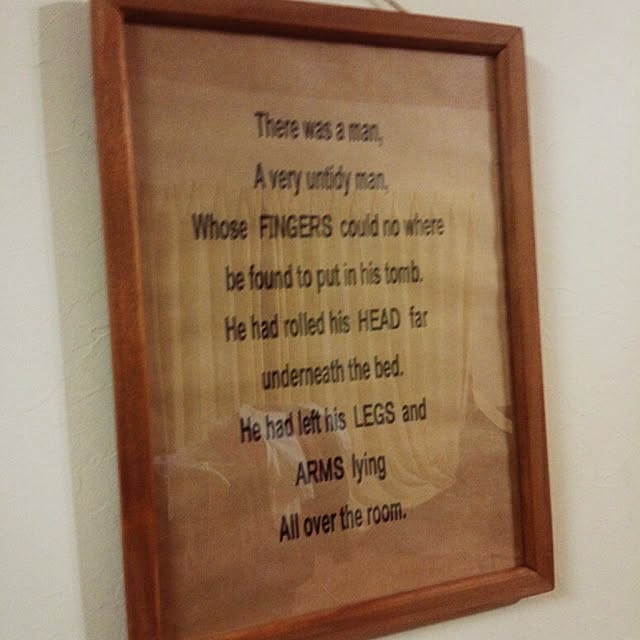 There was a man,
A very untidy man,
Whose FINGERS could no where
be found to put in his tomb.
He had rolled his HEAD far
underneath the bed.
He had left his LEGS and
ARMS lying
All over the room.